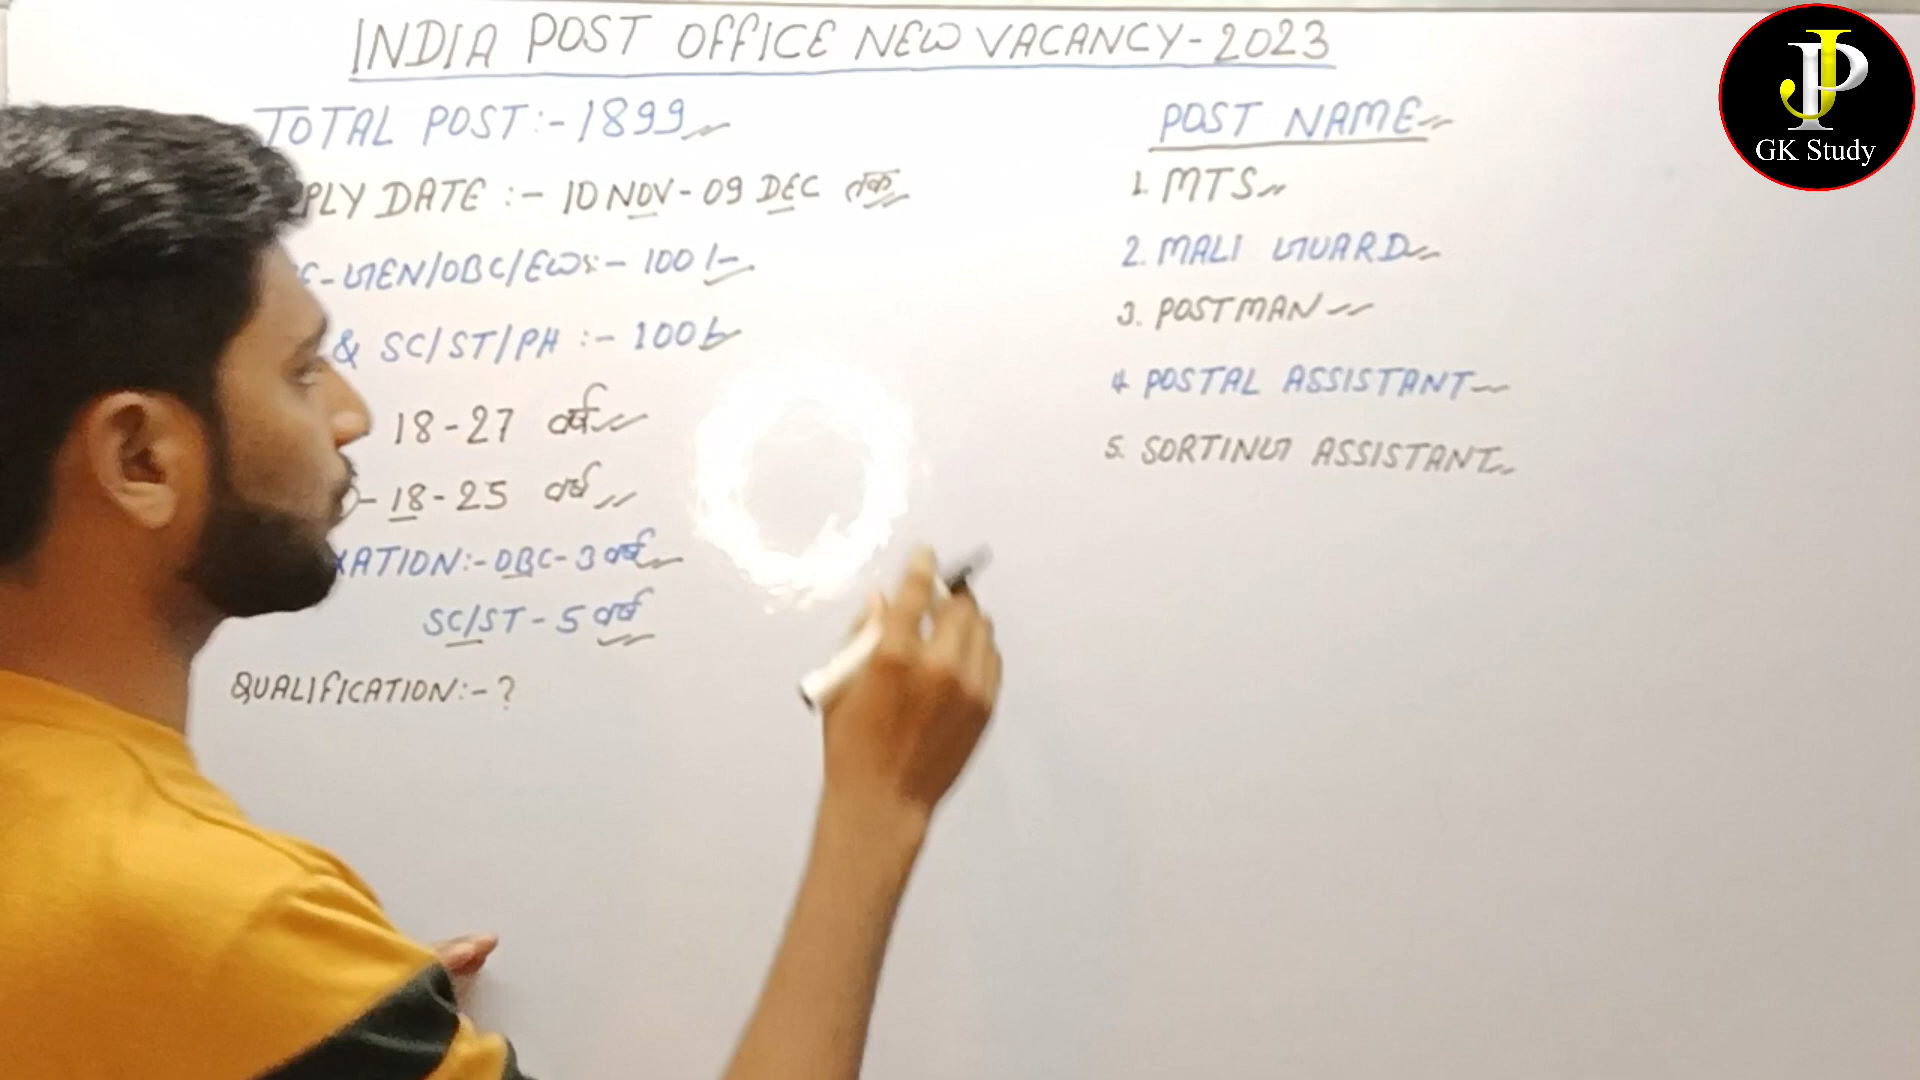 INDIA POST OFFICE NEW VACANCY-2023
TOTAL POST:-1899
PLY DATE :- 10 NOV - 09 DEC तक
-GEN/OBC/EWS:- 100/-
& SC/ST/PH :- 100/-
18-27 वर्ष
-18-25 वर्ष
XATION:-OBC-3 वर्ष
SC/ST-5 वर्ष
QUALIFICATION:-?
POST NAME
1. MTS
2. MALI GUARD
3. POSTMAN
4 POSTAL ASSISTANT
5. SORTING ASSISTANT
JP
GK Study